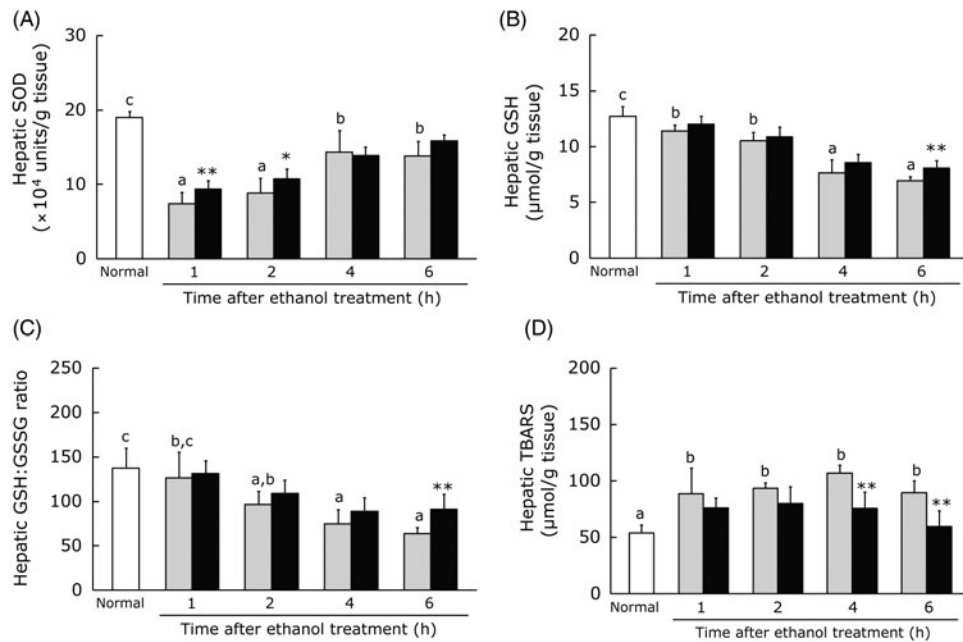 (A)
Hepatic SOD
(×10⁴ units/g tissue)
30
20
10
0
c
a
**
a
*
b
b
Normal
1
2
4
6
Time after ethanol treatment (h)
(B)
Hepatic GSH
(μmol/g tissue)
20
15
10
5
0
c
b
b
a
a
**
Normal
1
2
4
6
Time after ethanol treatment (h)
(C)
Hepatic GSH:GSSG ratio
250
200
150
100
50
0
c
b,c
a,b
a
a
**
Normal
1
2
4
6
Time after ethanol treatment (h)
(D)
Hepatic TBARS
(μmol/g tissue)
200
150
100
50
0
a
b
b
b
**
b
**
Normal
1
2
4
6
Time after ethanol treatment (h)